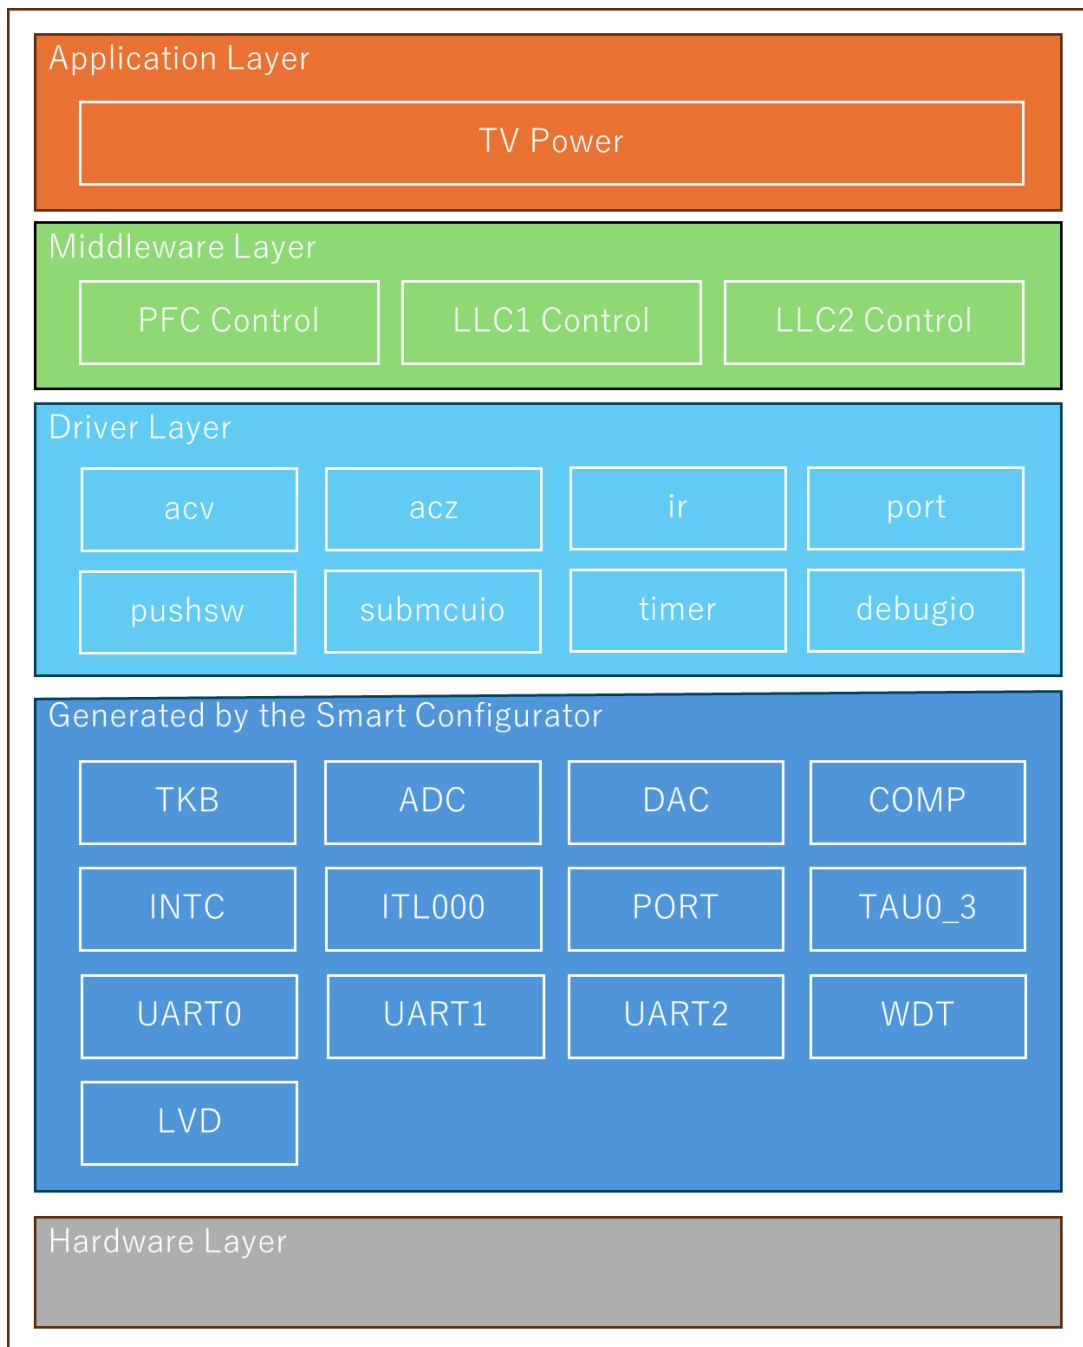 Application Layer
TV Power
Middleware Layer
PFC Control
LLC1 Control
LLC2 Control
Driver Layer
acv
acz
ir
port
pushsw
submcuio
timer
debugio
Generated by the Smart Configurator
TKB
ADC
DAC
COMP
INTC
ITL000
PORT
TAU0_3
UART0
UART1
UART2
WDT
LVD
Hardware Layer